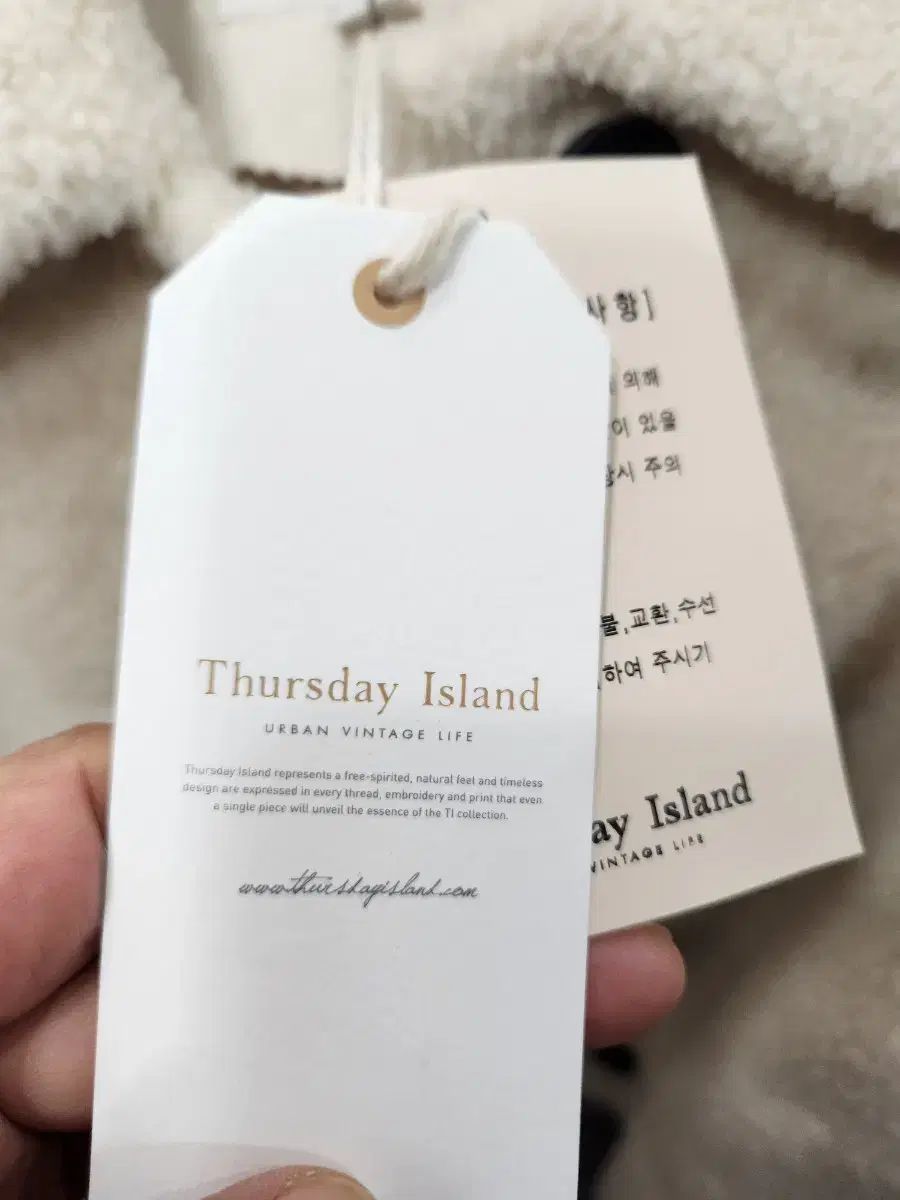 Thursday Island
URBAN VINTAGE LIFE
Thursday Island represents a free-spirited, natural feel and timeless
design are expressed in every thread, embroidery and print that even
a single piece will unveil the essence of the TI collection.
www.thursdayisland.com
사항]
의해
이 있을
주의
불,교환,수선
하여 주시기
ay Island
VINTAGE LIFE